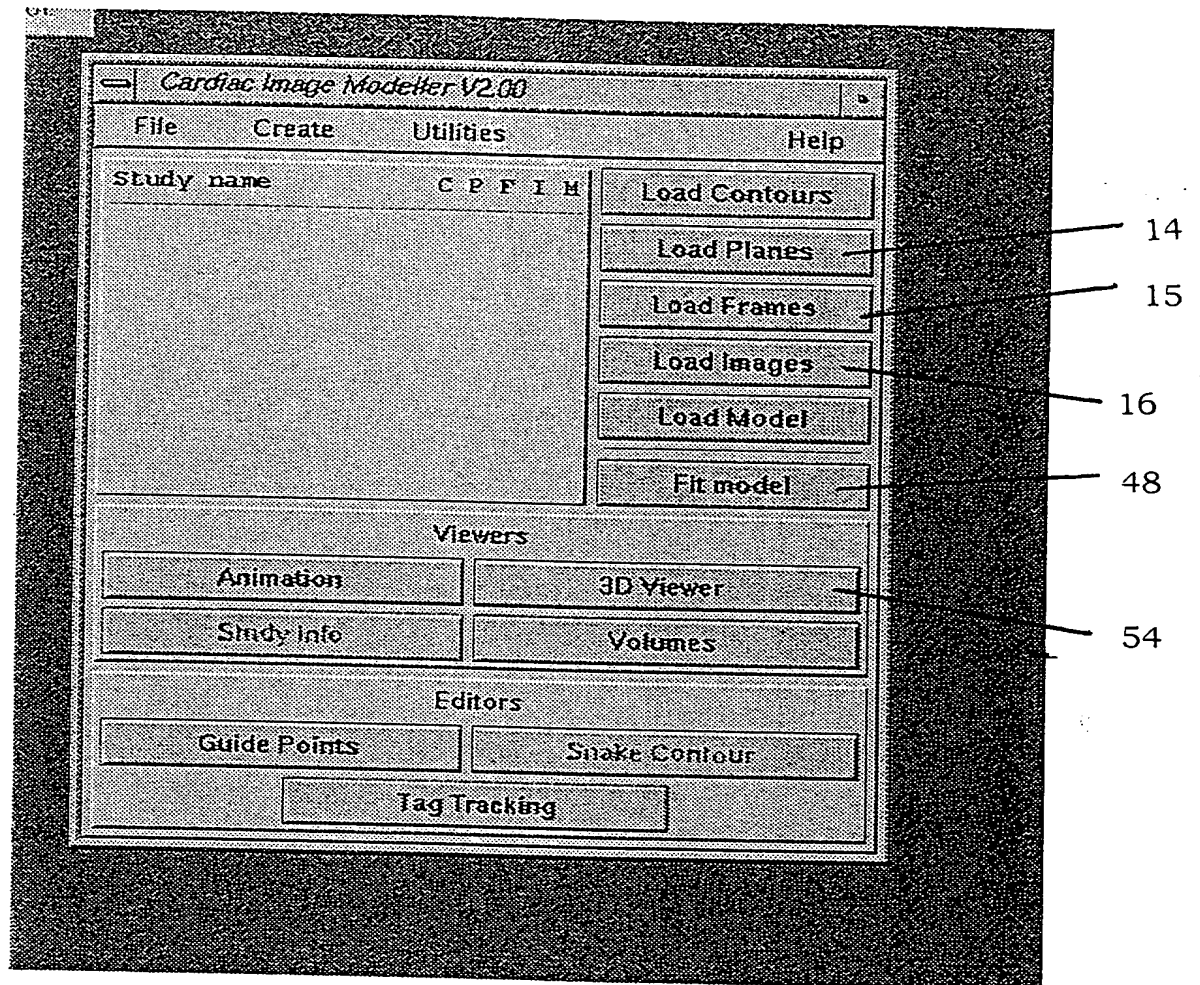 Cardiac Image Modeller V2.00
File Create Utilities Help
Study name C P F I M
Load Contours
Load Planes
14
Load Frames
15
Load Images
16
Load Model
Fit model
48
Viewers
Animation
3D Viewer
54
Study Info
Volumes
Editors
Guide Points
Snake Contour
Tag Tracking